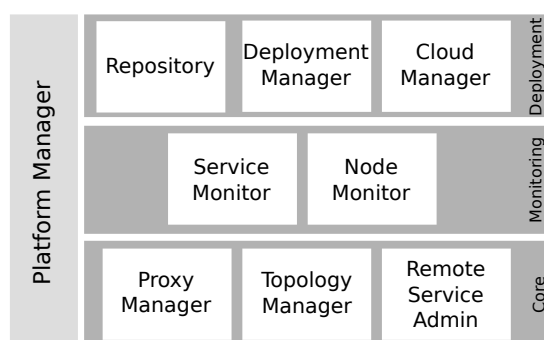 Platform Manager
Repository
Deployment
Manager
Cloud
Manager
Deployment
Service
Monitor
Node
Monitor
Monitoring
Proxy
Manager
Topology
Manager
Remote
Service
Admin
Core